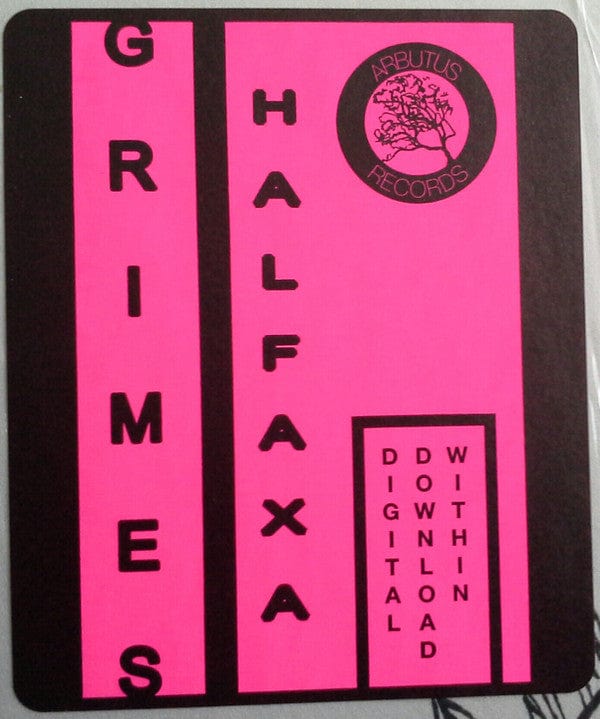 GRIMES
HALFAXA
ARBUTUS
RECORDS
DIGITAL
DOWNLOAD
WITHIN